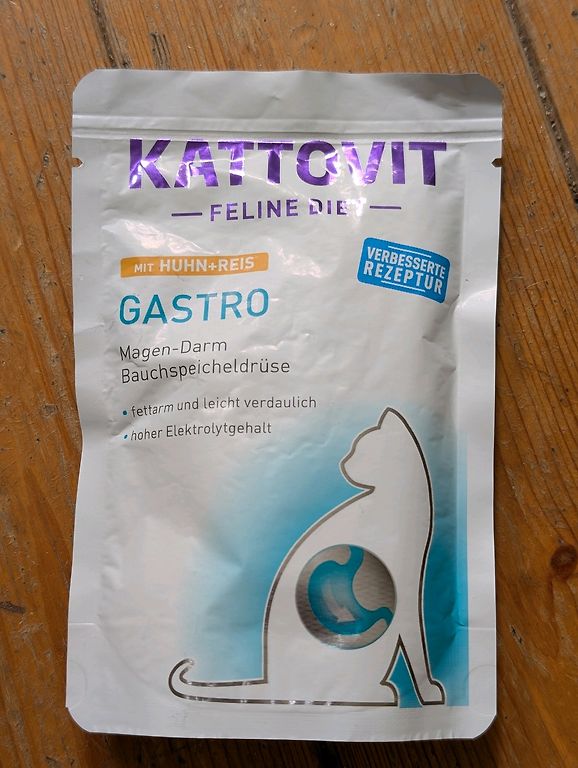 KATTOVIT
FELINE DIET
MIT HUHN+REIS
VERBESSERTE
REZEPTUR
GASTRO
Magen-Darm
Bauchspeicheldrüse
• fettarm und leicht verdaulich
• hoher Elektrolytgehalt